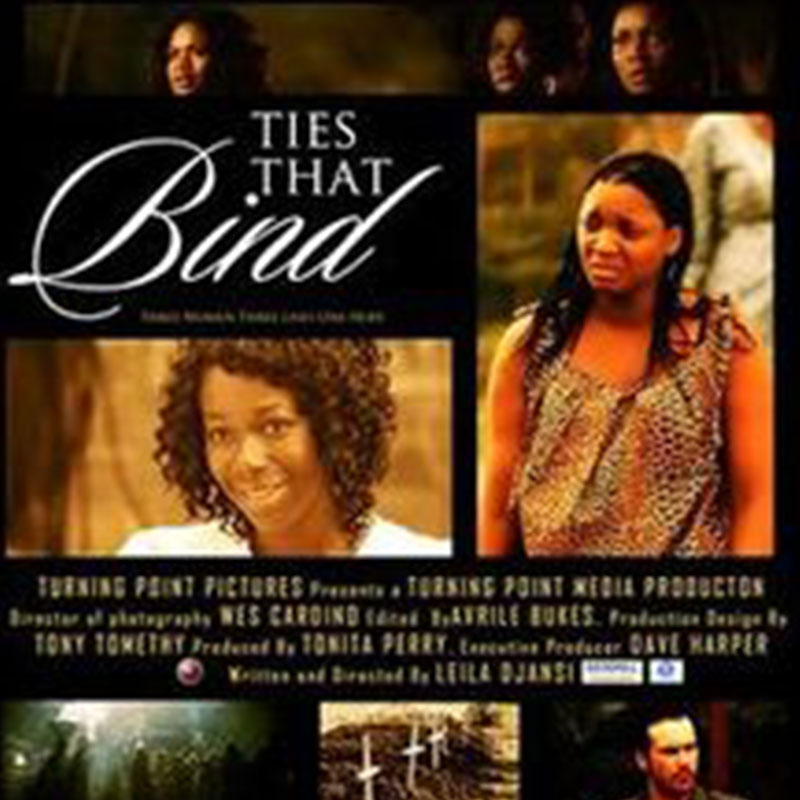 TIES
THAT
Bind
TURNING POINT PICTURES Presents a TURNING POINT MEDIA PRODUCTON
Director of photography WES CARDINO Edited By AVRILE BUKES. Production Design By
TONY TOMETHY Produced By TONITA PERRY. Executive Producer DAVE HARPER
Written and Directed By LEILA DJANSI